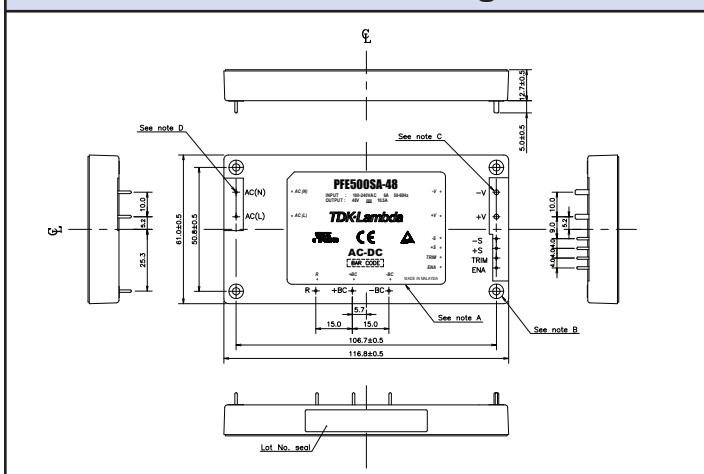 ℄
12.7±0.5
5.0±0.5
See note D
See note C
PFE500SA-48
INPUT : 100-240VAC 6A 50-60Hz
OUTPUT : 48V 10.5A
TDK-Lambda
CE
AC-DC
BAR CODE
MADE IN MALAYSIA
AC (N)
AC (L)
-V
+V
-S
+S
TRIM
ENA
R
+BC
-BC
AC(N)
AC(L)
−V
+V
−S
+S
TRIM
ENA
R
+BC
−BC
℄
10.0
5.2
25.3
61.0±0.5
50.8±0.5
10.0
9.0
5.2
4.0
4.0
4.0
5.7
15.0
15.0
See note A
See note B
106.7±0.5
116.8±0.5
Lot No. seal